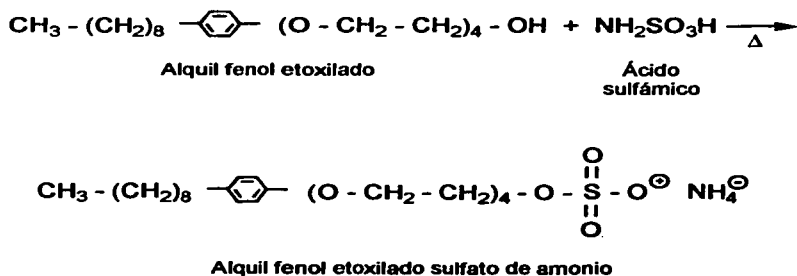 CH₃ - (CH₂)₈ - (O - CH₂ - CH₂)₄ - OH + NH₂SO₃H
Δ
Alquil fenol etoxilado Ácido
sulfámico
O
CH₃ - (CH₂)₈ - (O - CH₂ - CH₂)₄ - O - S - O⊕ NH₄⊖
O
Alquil fenol etoxilado sulfato de amonio